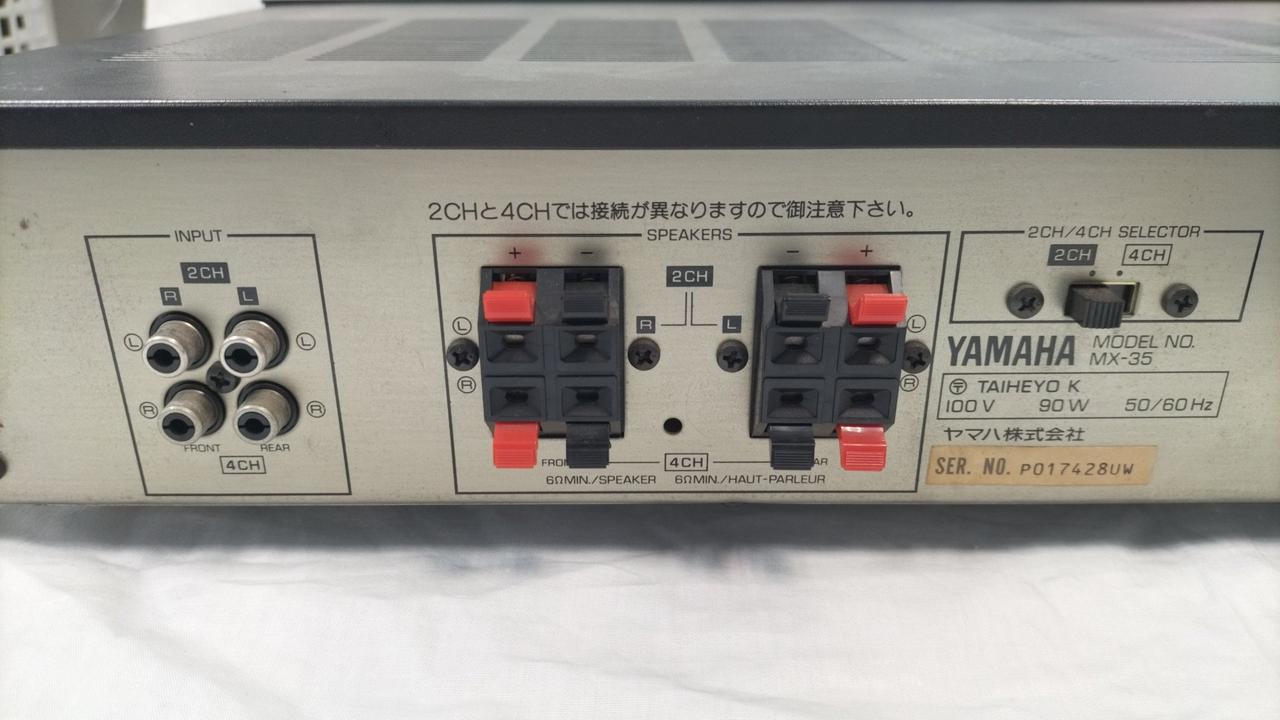 2CHと4CHでは接続が異なりますので御注意下さい。
INPUT
2CH
R L
L L
R R
FRONT REAR
4CH
SPEAKERS
+ − − +
2CH
R L
L L
R R
4CH
6ΩMIN./SPEAKER 6ΩMIN./HAUT-PARLEUR
2CH/4CH SELECTOR
2CH 4CH
YAMAHA MODEL NO.
MX-35
〒 TAIHEYO K
100V 90W 50/60Hz
ヤマハ株式会社
SER. NO. P017428UW